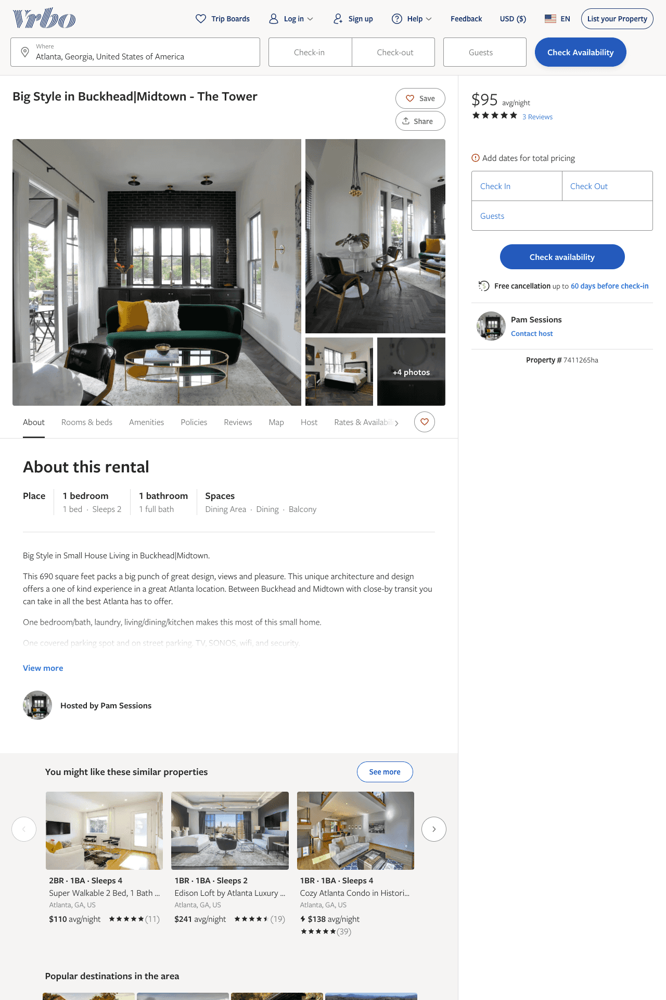 Vrbo
Trip Boards
Log in
Sign up
Help
Feedback
USD ($)
EN
List your Property
Where
Atlanta, Georgia, United States of America
Check-in
Check-out
Guests
Check Availability
Big Style in Buckhead|Midtown - The Tower
Save
Share
+4 photos
$95 avg/night
3 Reviews
Add dates for total pricing
Check In
Check Out
Guests
Check availability
Free cancellation up to 60 days before check-in
Pam Sessions
Contact host
Property # 7411265ha
About
Rooms & beds
Amenities
Policies
Reviews
Map
Host
Rates & Availabili
About this rental
Place
1 bedroom
1 bed · Sleeps 2
1 bathroom
1 full bath
Spaces
Dining Area · Dining · Balcony
Big Style in Small House Living in Buckhead|Midtown.
This 690 square feet packs a big punch of great design, views and pleasure. This unique architecture and design
offers a one of kind experience in a great Atlanta location. Between Buckhead and Midtown with close-by transit you
can take in all the best Atlanta has to offer.
One bedroom/bath, laundry, living/dining/kitchen makes this most of this small home.
One covered parking spot and on street parking. TV, SONOS, wifi, and security.
View more
Hosted by Pam Sessions
You might like these similar properties
See more
2BR · 1BA · Sleeps 4
Super Walkable 2 Bed, 1 Bath ...
Atlanta, GA, US
$110 avg/night
(11)
1BR · 1BA · Sleeps 2
Edison Loft by Atlanta Luxury ...
Atlanta, GA, US
$241 avg/night
(19)
1BR · 1BA · Sleeps 4
Cozy Atlanta Condo in Histori...
Atlanta, GA, US
$138 avg/night
(39)
Popular destinations in the area